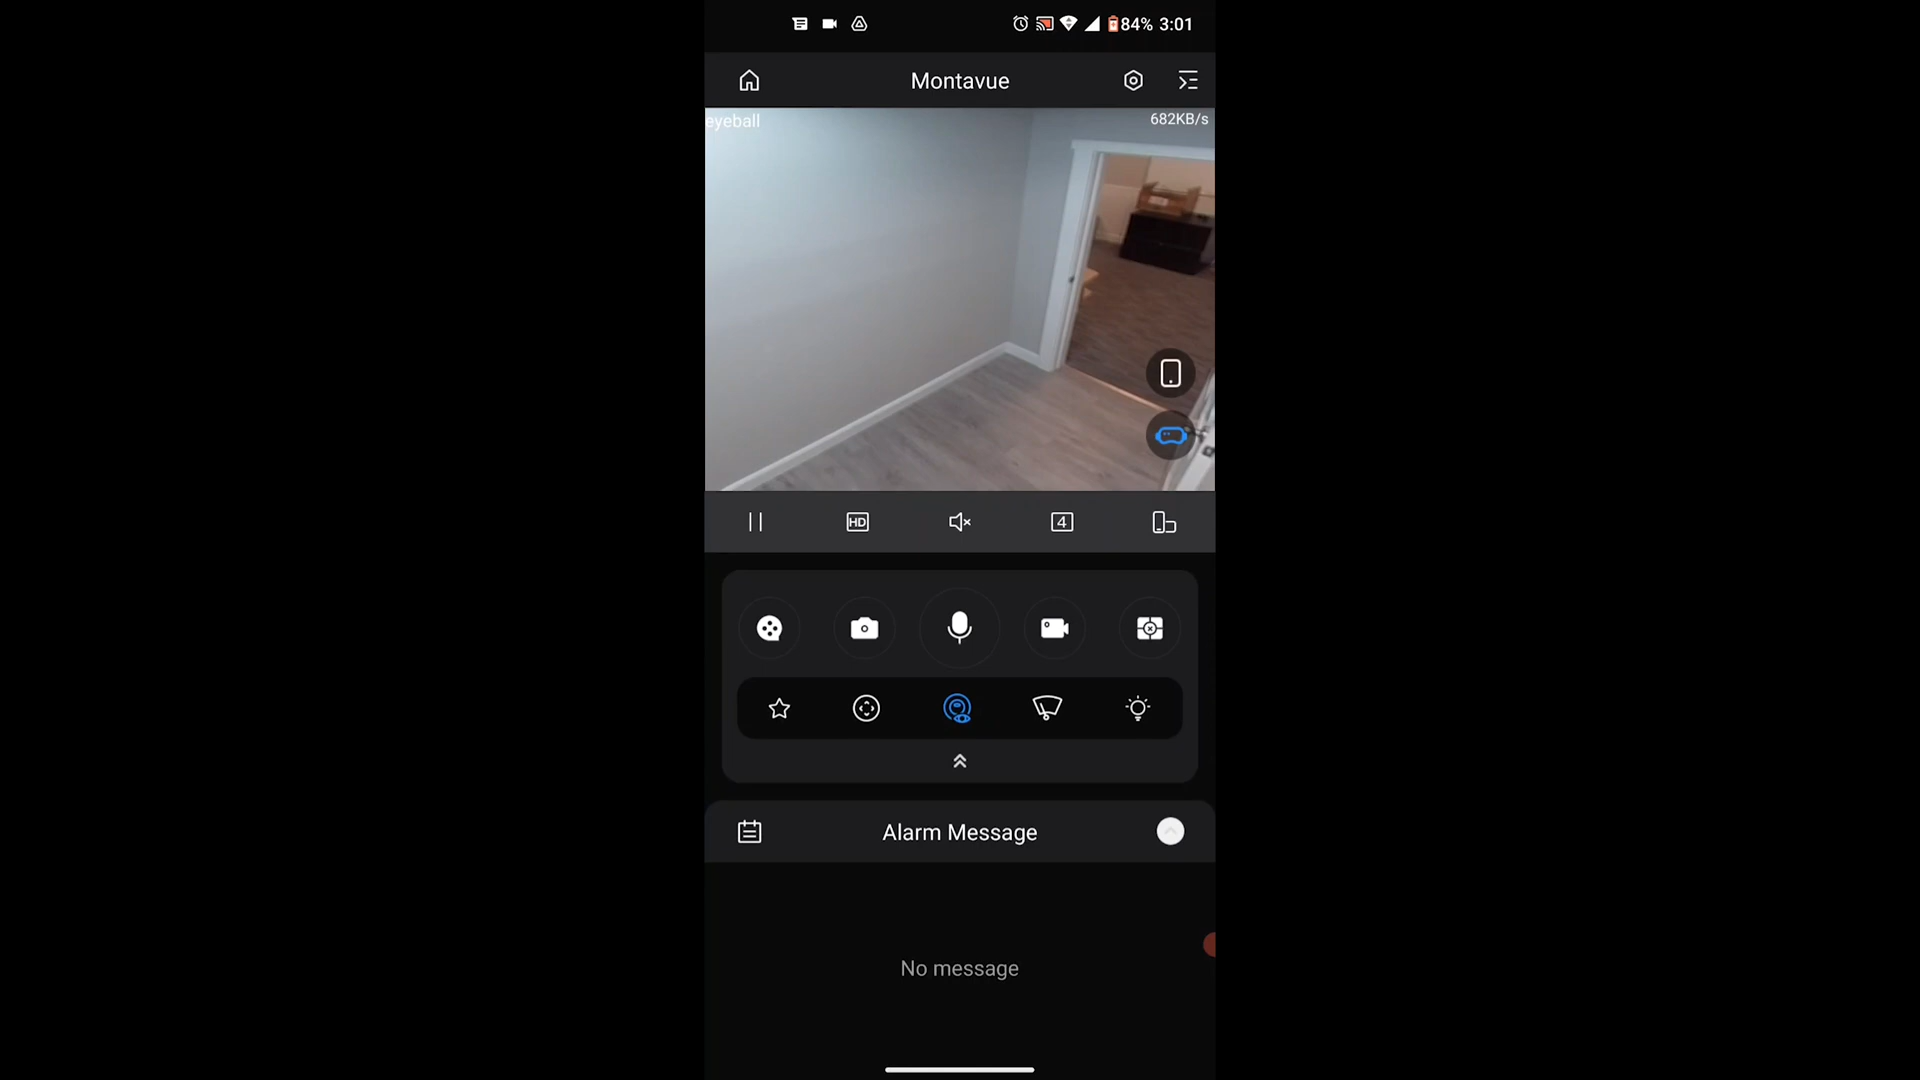 84% 3:01
Montavue
eyeball
682KB/s
HD
4
Alarm Message
No message